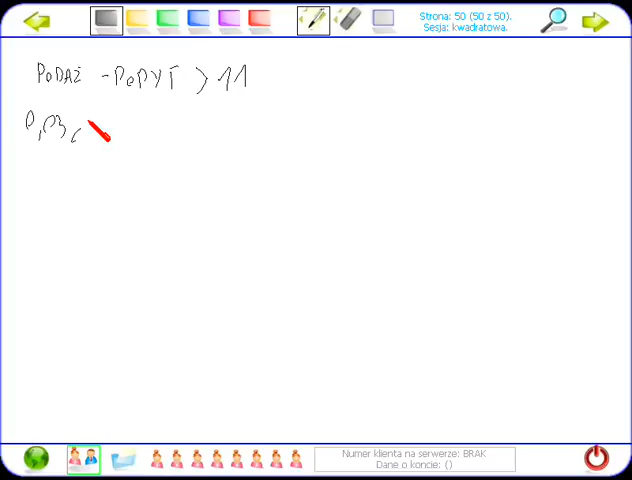 Strona: 50 (50 z 50).
Sesja: kwadratowa.
PODAŻ - POPYT > 11
Numer klienta na serwerze: BRAK
Dane o koncie: ()